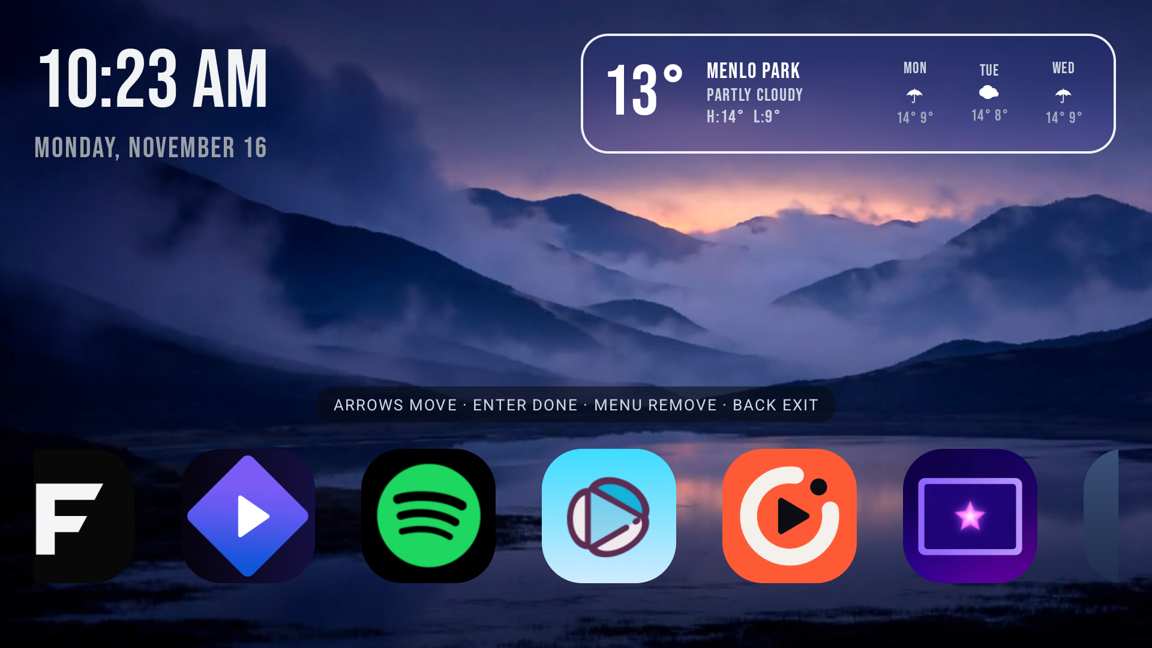 10:23 AM
MONDAY, NOVEMBER 16
13°
MENLO PARK
PARTLY CLOUDY
H:14° L:9°
MON
14° 9°
TUE
14° 8°
WED
14° 9°
ARROWS MOVE · ENTER DONE · MENU REMOVE · BACK EXIT
F